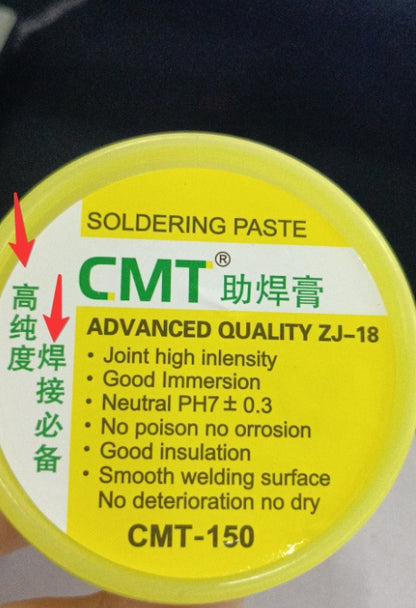 SOLDERING PASTE
CMT® 助焊膏
ADVANCED QUALITY ZJ-18
• Joint high inlensity
• Good Immersion
• Neutral PH7 ± 0.3
• No poison no orrosion
• Good insulation
• Smooth welding surface
No deterioration no dry
CMT-150
高纯度
焊接必备